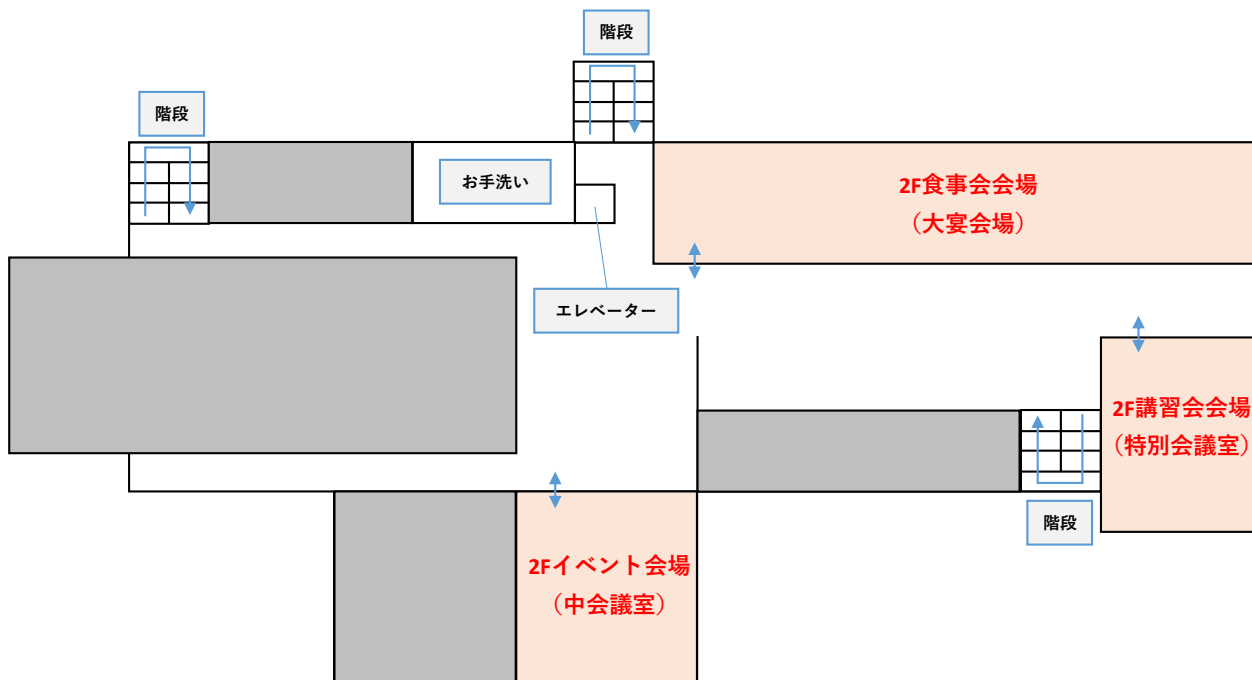 階段
階段
お手洗い
2F食事会会場
（大宴会場）
エレベーター
2F講習会会場
（特別会議室）
階段
2Fイベント会場
（中会議室）